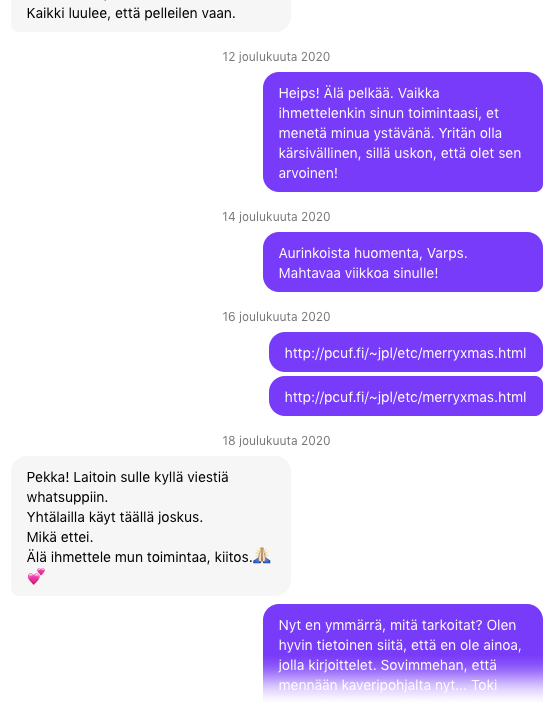 Kaikki luulee, että pelleilen vaan.
12 joulukuuta 2020
Heips! Älä pelkää. Vaikka
ihmettelenkin sinun toimintaasi, et
menetä minua ystävänä. Yritän olla
kärsivällinen, sillä uskon, että olet sen
arvoinen!
14 joulukuuta 2020
Aurinkoista huomenta, Varps.
Mahtavaa viikkoa sinulle!
16 joulukuuta 2020
http://pcuf.fi/~jpl/etc/merryxmas.html
http://pcuf.fi/~jpl/etc/merryxmas.html
18 joulukuuta 2020
Pekka! Laitoin sulle kyllä viestiä
whatsuppiin.
Yhtälailla käyt täällä joskus.
Mikä ettei.
Älä ihmettele mun toimintaa, kiitos.🙏🏼
💕
Nyt en ymmärrä, mitä tarkoitat? Olen
hyvin tietoinen siitä, että en ole ainoa,
jolla kirjoittelet. Sovimmehan, että
mennään kaveripohjalta nyt... Toki